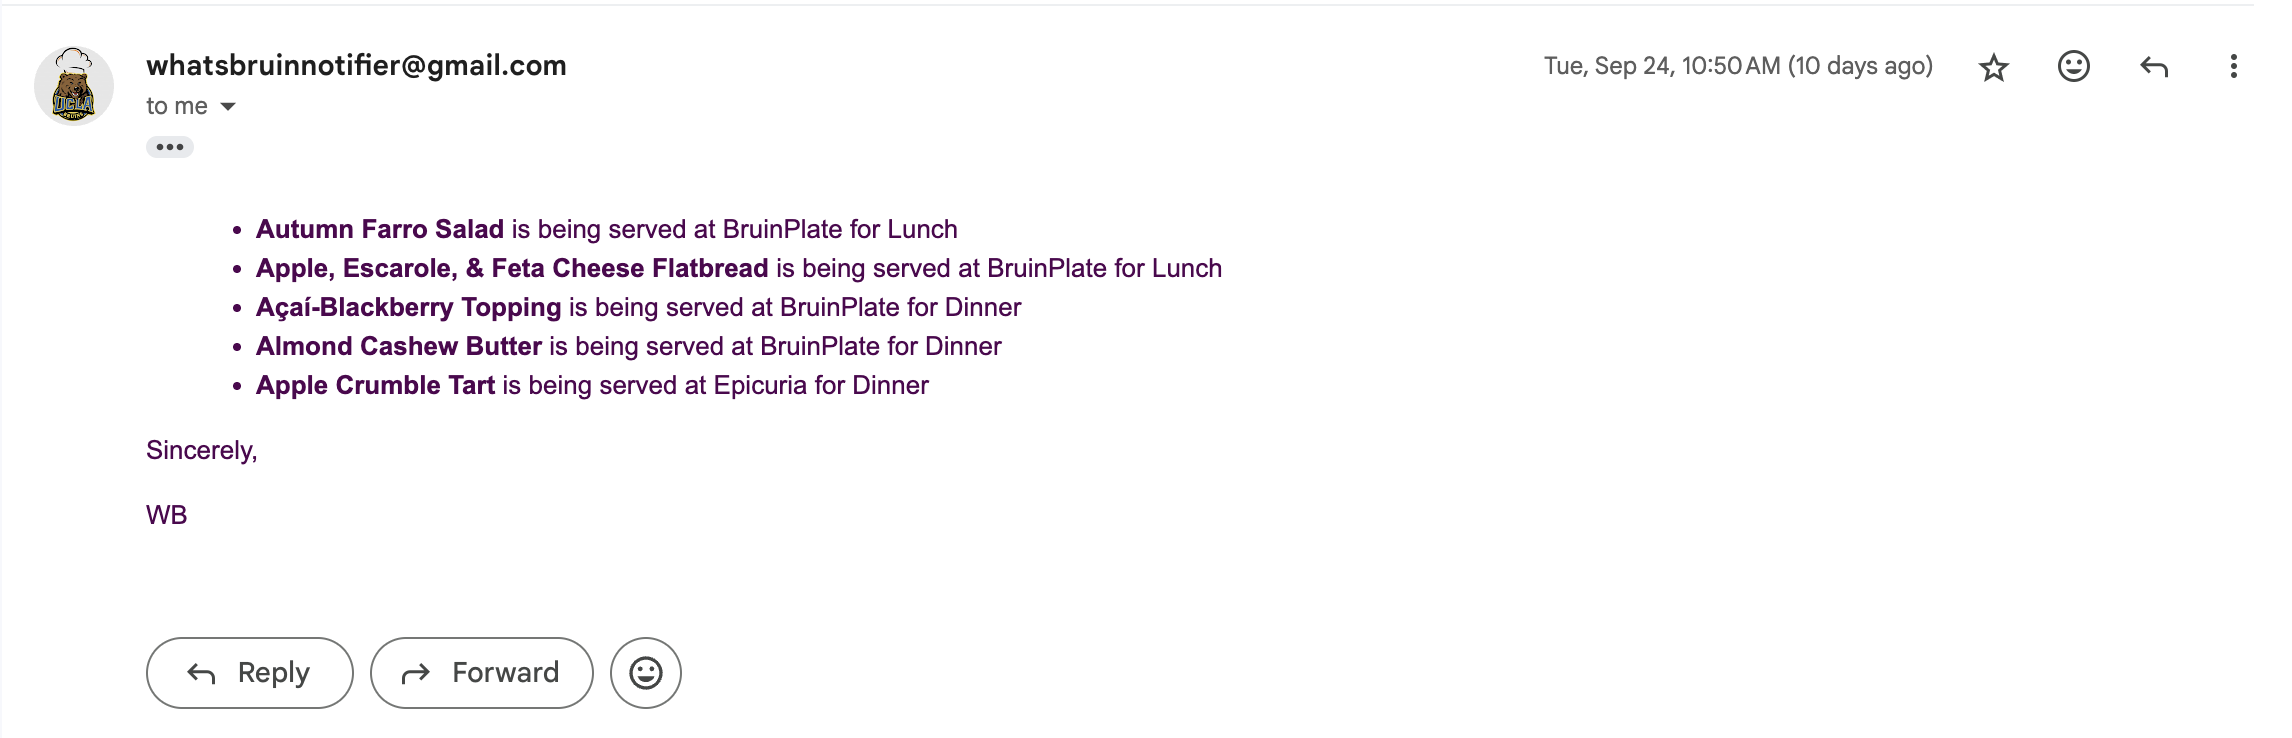 whatsbruinnotifier@gmail.com
Tue, Sep 24, 10:50 AM (10 days ago)
to me
UCLA
BRUINS
• Autumn Farro Salad is being served at BruinPlate for Lunch
• Apple, Escarole, & Feta Cheese Flatbread is being served at BruinPlate for Lunch
• Açaí-Blackberry Topping is being served at BruinPlate for Dinner
• Almond Cashew Butter is being served at BruinPlate for Dinner
• Apple Crumble Tart is being served at Epicuria for Dinner
Sincerely,
WB
Reply
Forward